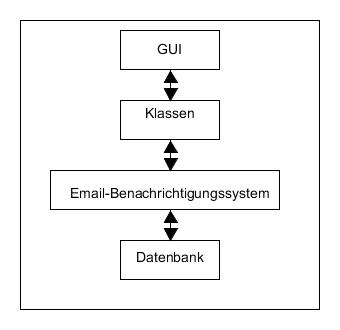 GUI
Klassen
Email-Benachrichtigungssystem
Datenbank